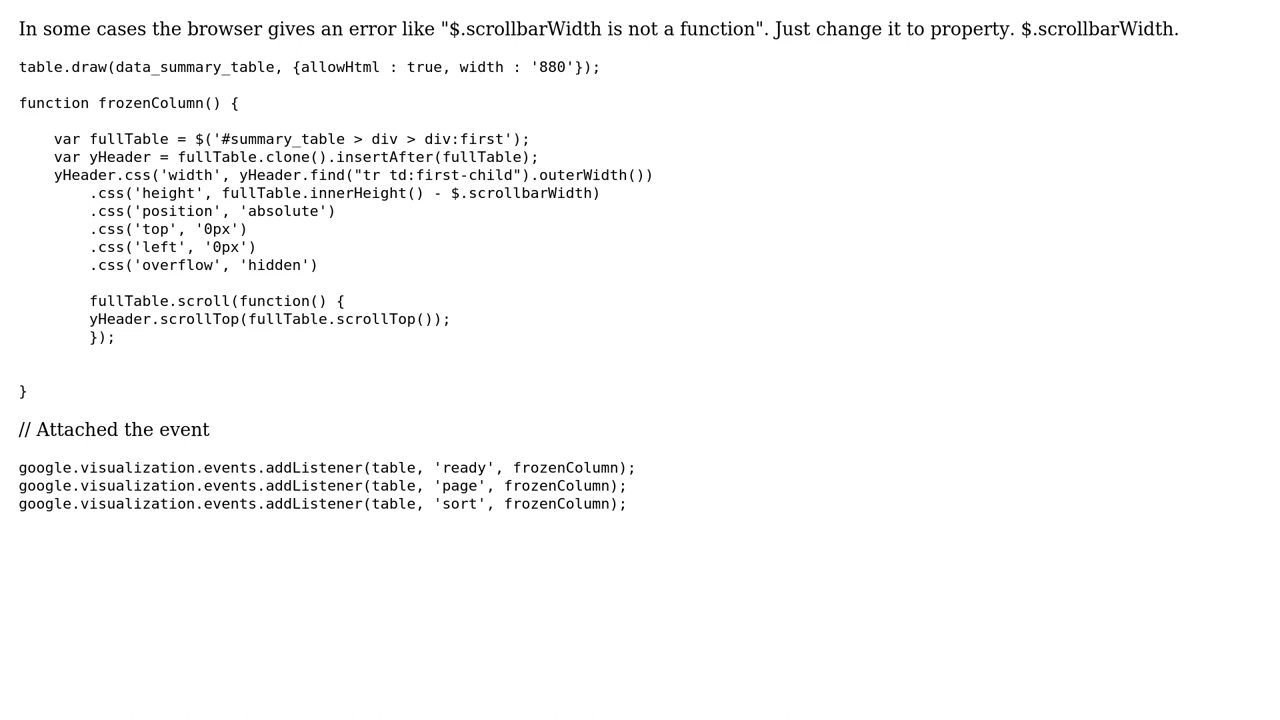 In some cases the browser gives an error like "$.scrollbarWidth is not a function". Just change it to property. $.scrollbarWidth.
table.draw(data_summary_table, {allowHtml : true, width : '880'});
function frozenColumn() {
    var fullTable = $('#summary_table > div > div:first');
    var yHeader = fullTable.clone().insertAfter(fullTable);
    yHeader.css('width', yHeader.find("tr td:first-child").outerWidth())
        .css('height', fullTable.innerHeight() - $.scrollbarWidth)
        .css('position', 'absolute')
        .css('top', '0px')
        .css('left', '0px')
        .css('overflow', 'hidden')
        fullTable.scroll(function() {
        yHeader.scrollTop(fullTable.scrollTop());
        });
}
// Attached the event
google.visualization.events.addListener(table, 'ready', frozenColumn);
google.visualization.events.addListener(table, 'page', frozenColumn);
google.visualization.events.addListener(table, 'sort', frozenColumn);